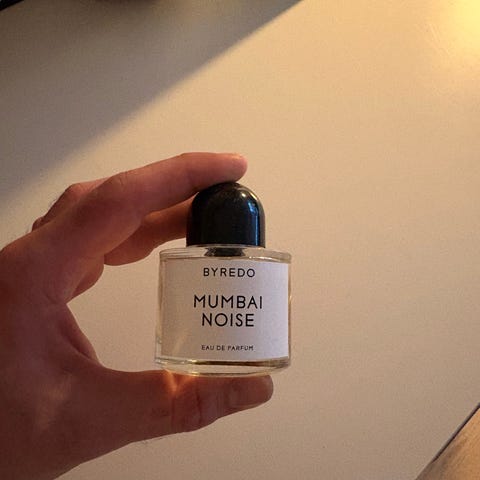 BYREDO
MUMBAI
NOISE
EAU DE PARFUM